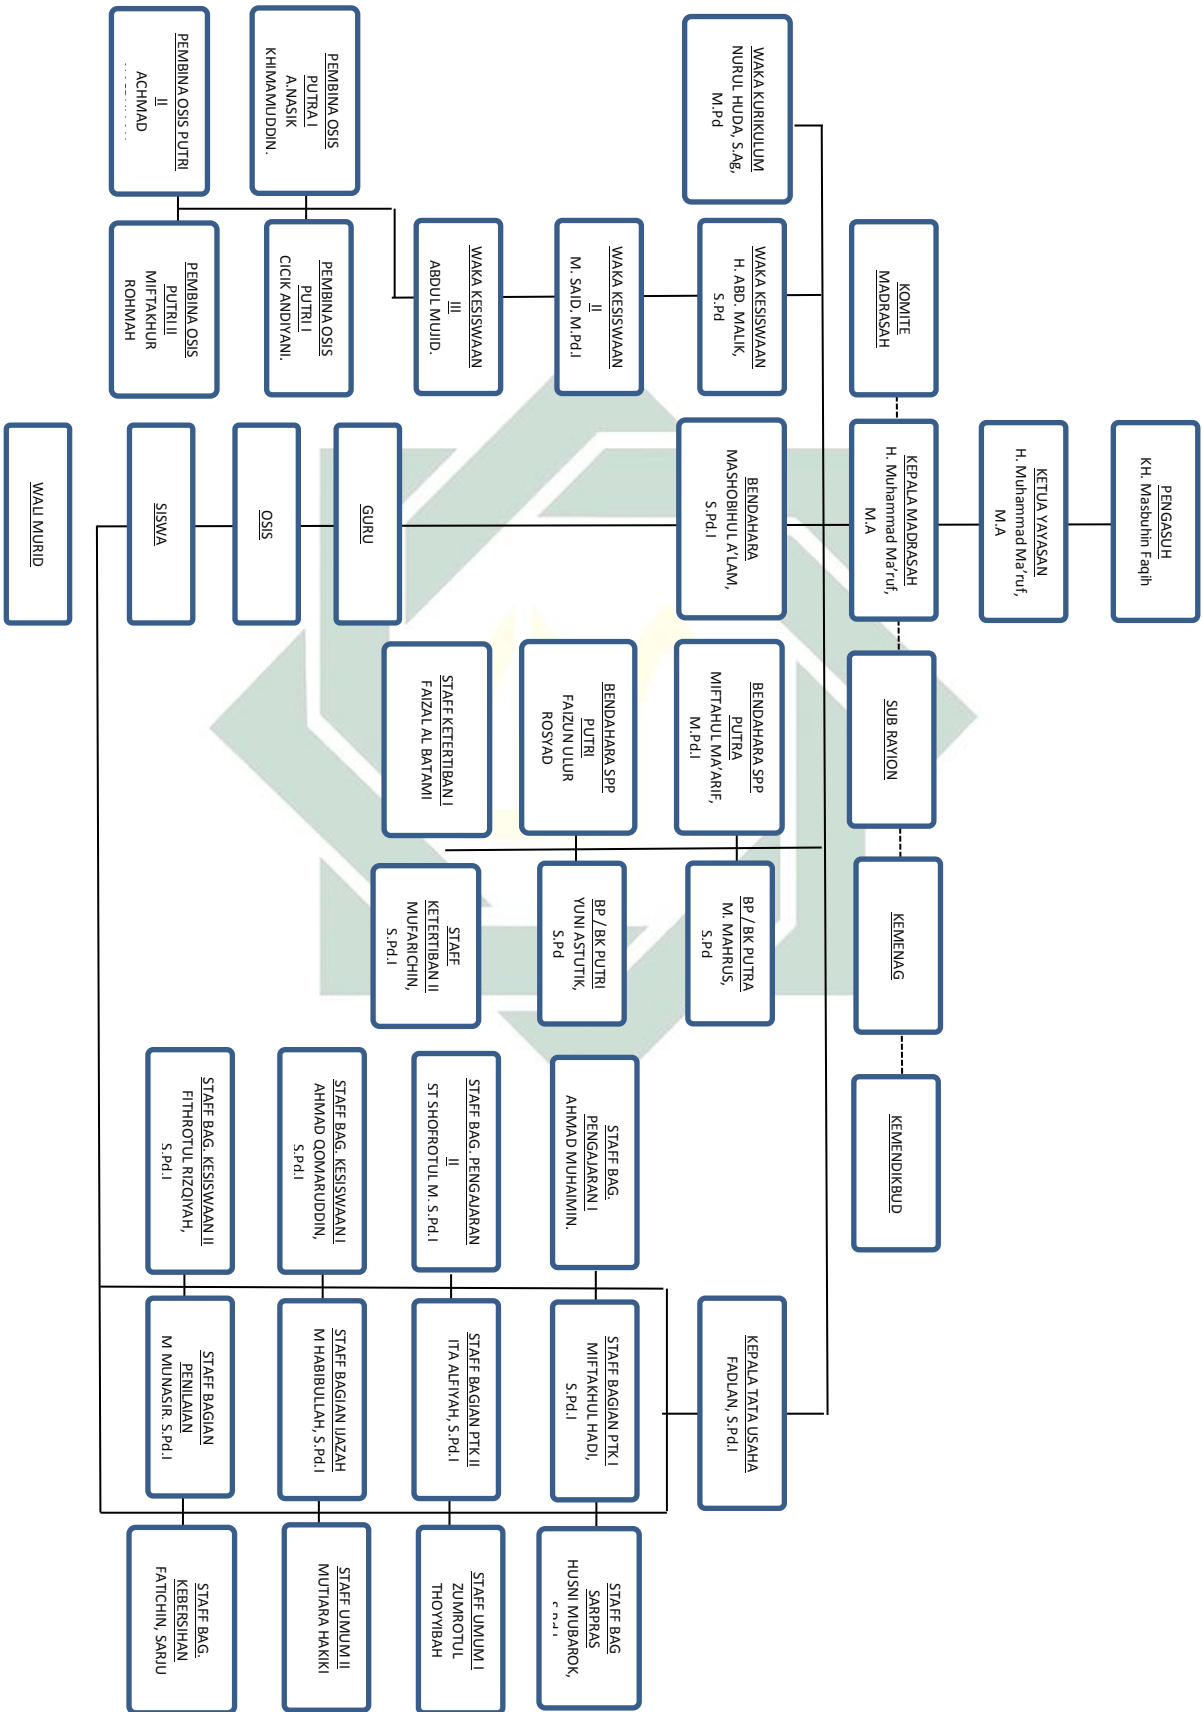 PENGASUH
KH. Masbuhin Faqih
KETUA YAYASAN
H. Muhammad Ma'ruf,
M.A
KOMITE
MADRASAH
KEPALA MADRASAH
H. Muhammad Ma'ruf,
M.A
SUB RAYION
KEMENAG
KEMENDIKBUD
WAKA KURIKULUM
NURUL HUDA, S.Ag,
M.Pd
WAKA KESISWAAN
H. ABD. MALIK,
S.Pd
BENDAHARA
MASHOBIHUL A'LAM,
S.Pd.I
BENDAHARA SPP
PUTRA
MIFTAHUL MA'ARIF,
M.Pd.I
BP / BK PUTRA
M. MAHRUS,
S.Pd
KEPALA TATA USAHA
FADLAN, S.Pd.I
WAKA KESISWAAN
II
M. SAID, M.Pd.I
BENDAHARA SPP
PUTRI
FAIZUN ULUR
ROSYAD
BP / BK PUTRI
YUNI ASTUTIK,
S.Pd
STAFF BAG.
PENGAJARAN I
AHMAD MUHAIMIN.
STAFF BAGIAN PTK I
MIFTAKHUL HADI,
S.Pd.I
STAFF BAG
SARPRAS
HUSNI MUBAROK,
WAKA KESISWAAN
III
ABDUL MUJID.
STAFF KETERTIBAN I
FAIZAL AL BATAMI
STAFF
KETERTIBAN II
MUFARICHIN,
S.Pd.I
STAFF BAG. PENGAJARAN
II
ST SHOFROTUL M. S.Pd.I
STAFF BAGIAN PTK II
ITA ALFIYAH, S.Pd.I
STAFF UMUM I
ZUMROTUL
THOYYIBAH
PEMBINA OSIS
PUTRA I
A.NASIK
KHIMAMUDDIN.
PEMBINA OSIS
PUTRI I
CICIK ANDIYANI.
GURU
STAFF BAG. KESISWAAN I
AHMAD QOMARUDDIN,
S.Pd.I
STAFF BAGIAN IJAZAH
M HABIBULLAH, S.Pd.I
STAFF UMUM II
MUTIARA HAKIKI
PEMBINA OSIS PUTRI
II
ACHMAD
PEMBINA OSIS
PUTRI II
MIFTAKHUR
ROHMAH
OSIS
SISWA
STAFF BAG. KESISWAAN II
FITHROTUL RIZQIYAH,
S.Pd.I
STAFF BAGIAN
PENILAIAN
M MUNASIR. S.Pd.I
STAFF BAG.
KEBERSIHAN
FATICHIN, SARJU
WALI MURID